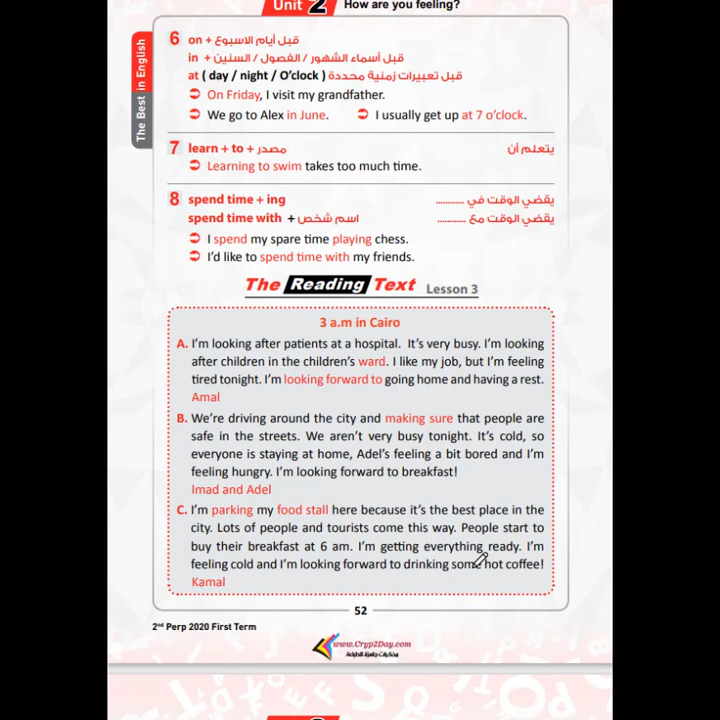 Unit 2 How are you feeling?
The Best in English
6 on + قبل أيام الاسبوع
in + قبل أسماء الشهور / الفصول / السنين
at ( day / night / O'clock ) قبل تعبيرات زمنية محددة
On Friday, I visit my grandfather.
We go to Alex in June. I usually get up at 7 o'clock.
7 learn + to + مصدر يتعلم أن
Learning to swim takes too much time.
8 spend time + ing يقضي الوقت في ............
spend time with + اسم شخص يقضي الوقت مع ............
I spend my spare time playing chess.
I'd like to spend time with my friends.
The Reading Text Lesson 3
3 a.m in Cairo
A. I'm looking after patients at a hospital. It's very busy. I'm looking
after children in the children's ward. I like my job, but I'm feeling
tired tonight. I'm looking forward to going home and having a rest.
Amal
B. We're driving around the city and making sure that people are
safe in the streets. We aren't very busy tonight. It's cold, so
everyone is staying at home, Adel's feeling a bit bored and I'm
feeling hungry. I'm looking forward to breakfast!
Imad and Adel
C. I'm parking my food stall here because it's the best place in the
city. Lots of people and tourists come this way. People start to
buy their breakfast at 6 am. I'm getting everything ready. I'm
feeling cold and I'm looking forward to drinking some hot coffee!
Kamal
52
2nd Perp 2020 First Term
www.Cryp2Day.com
مذكرات جاهزة للطباعة